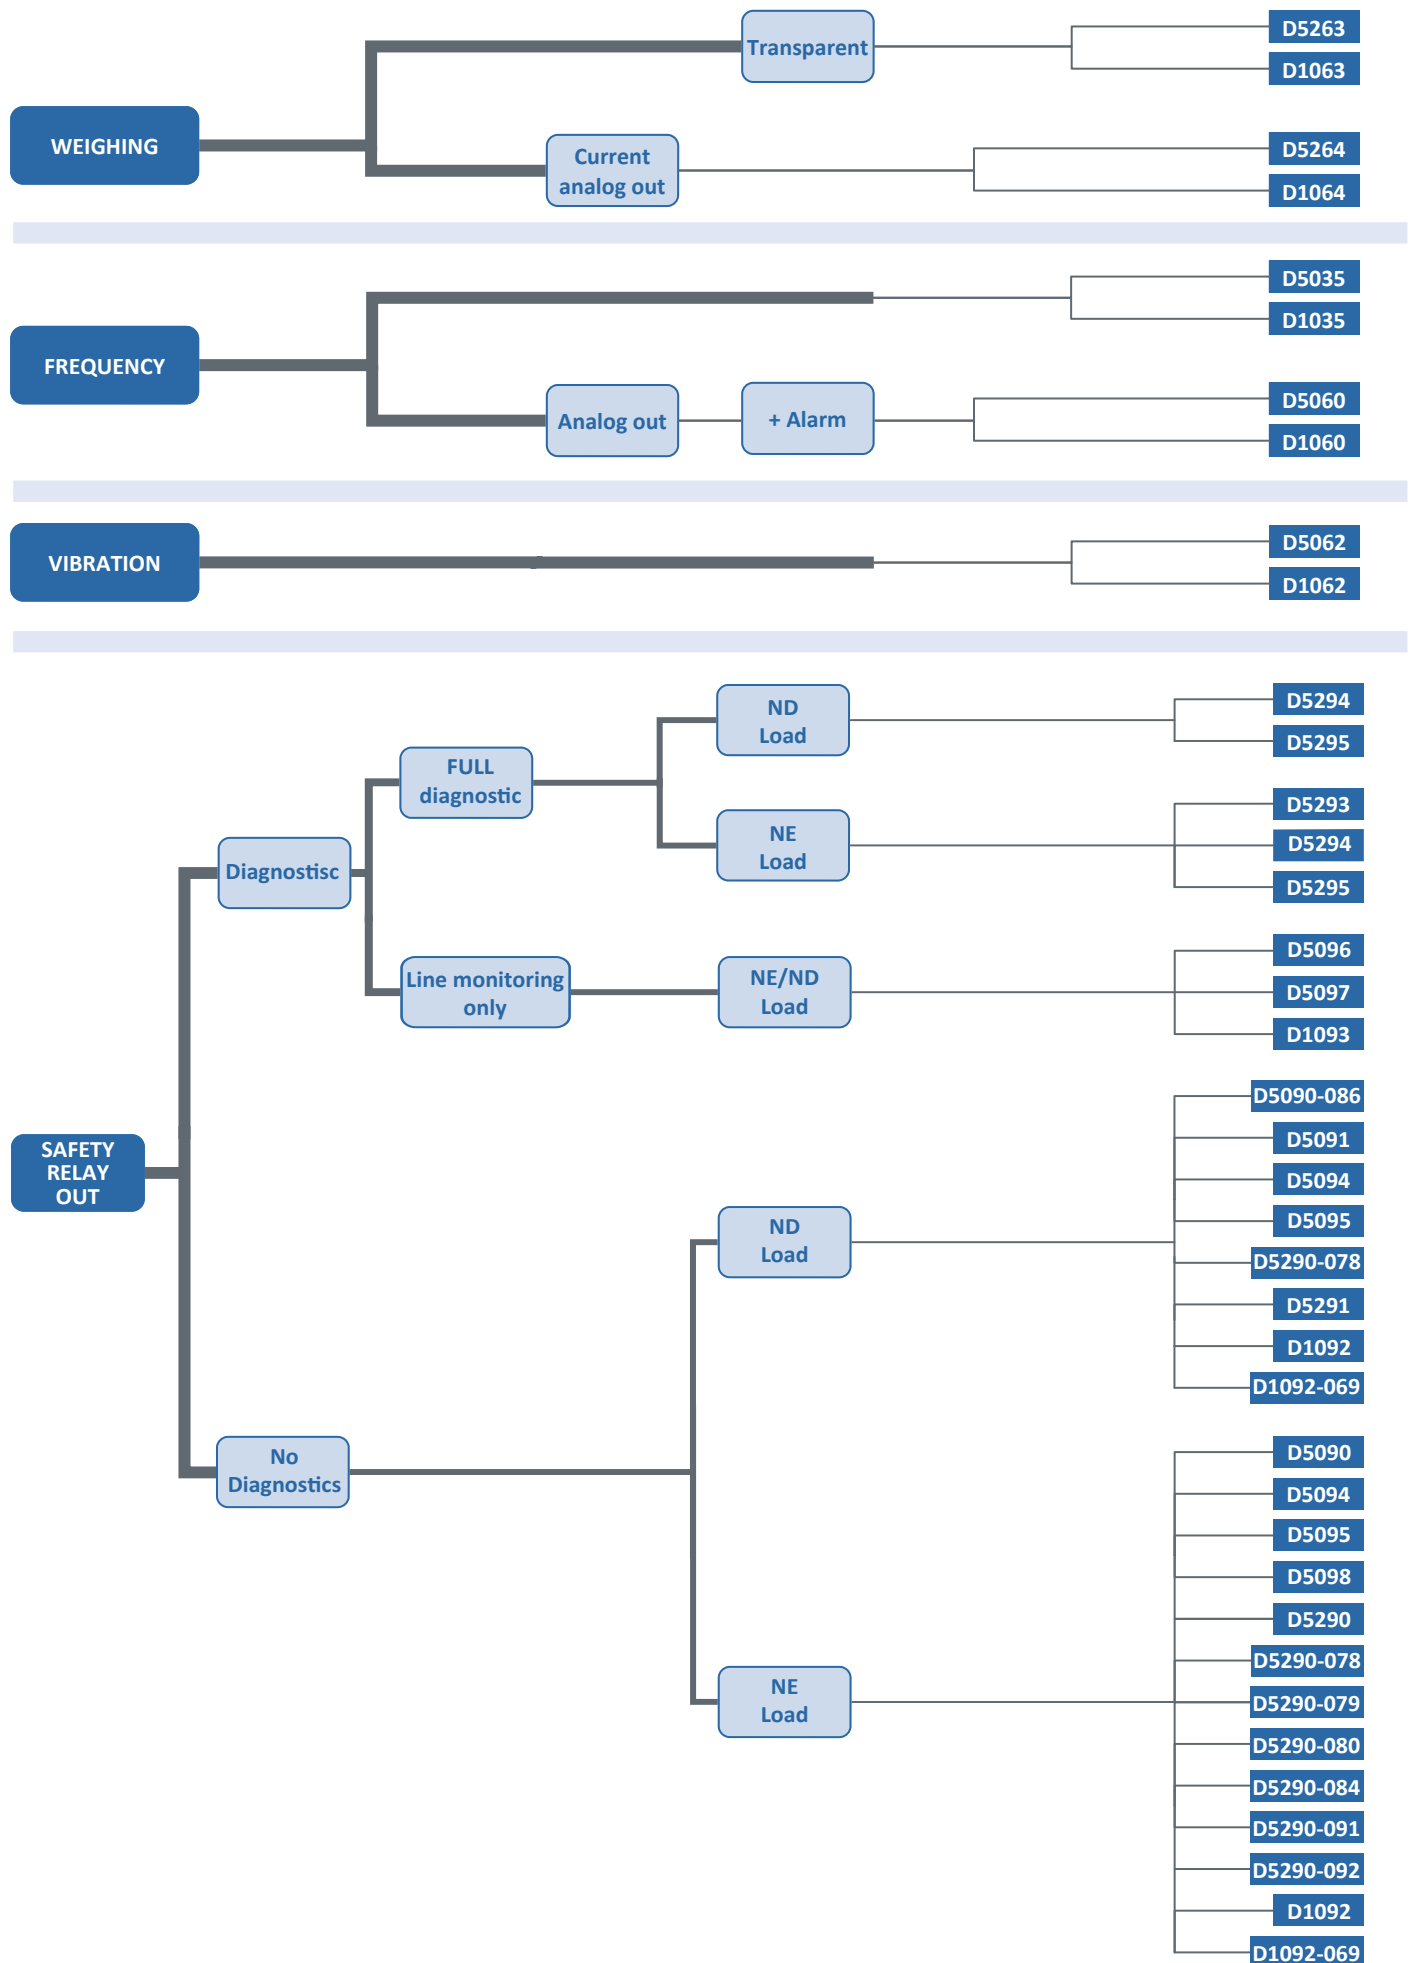 Transparent
D5263
D1063
WEIGHING
Current
analog out
D5264
D1064
D5035
D1035
FREQUENCY
Analog out
+ Alarm
D5060
D1060
VIBRATION
D5062
D1062
ND
Load
D5294
D5295
FULL
diagnostic
NE
Load
D5293
D5294
D5295
Diagnostisc
Line monitoring
only
NE/ND
Load
D5096
D5097
D1093
SAFETY
RELAY
OUT
ND
Load
D5090-086
D5091
D5094
D5095
D5290-078
D5291
D1092
D1092-069
No
Diagnostics
NE
Load
D5090
D5094
D5095
D5098
D5290
D5290-078
D5290-079
D5290-080
D5290-084
D5290-091
D5290-092
D1092
D1092-069